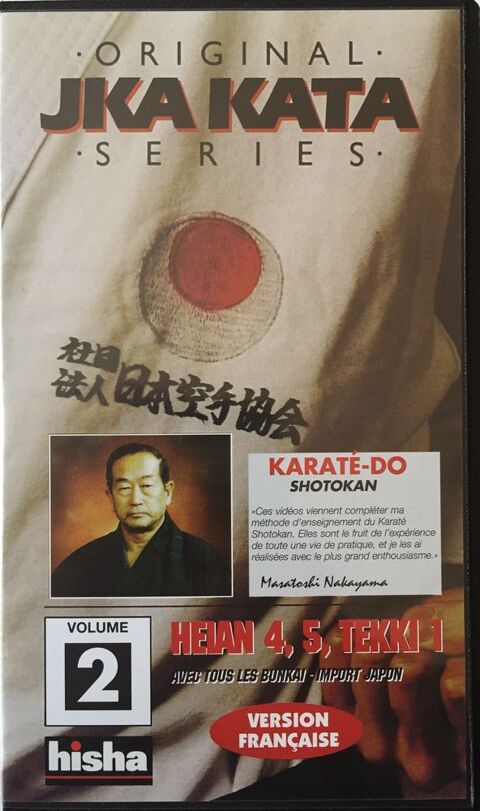 ·ORIGINAL·
JKA KATA
·SERIES·
社団
法人 日本空手協会
KARATÉ-DO
SHOTOKAN
«Ces vidéos viennent compléter ma
méthode d'enseignement du Karaté
Shotokan. Elles sont le fruit de l'expérience
de toute une vie de pratique, et je les ai
réalisées avec le plus grand enthousiasme.»
Masatoshi Nakayama
VOLUME
2
HEIAN 4, 5, TEKKI 1
AVEC TOUS LES BUNKAI - IMPORT JAPON
VERSION
FRANÇAISE
hisha